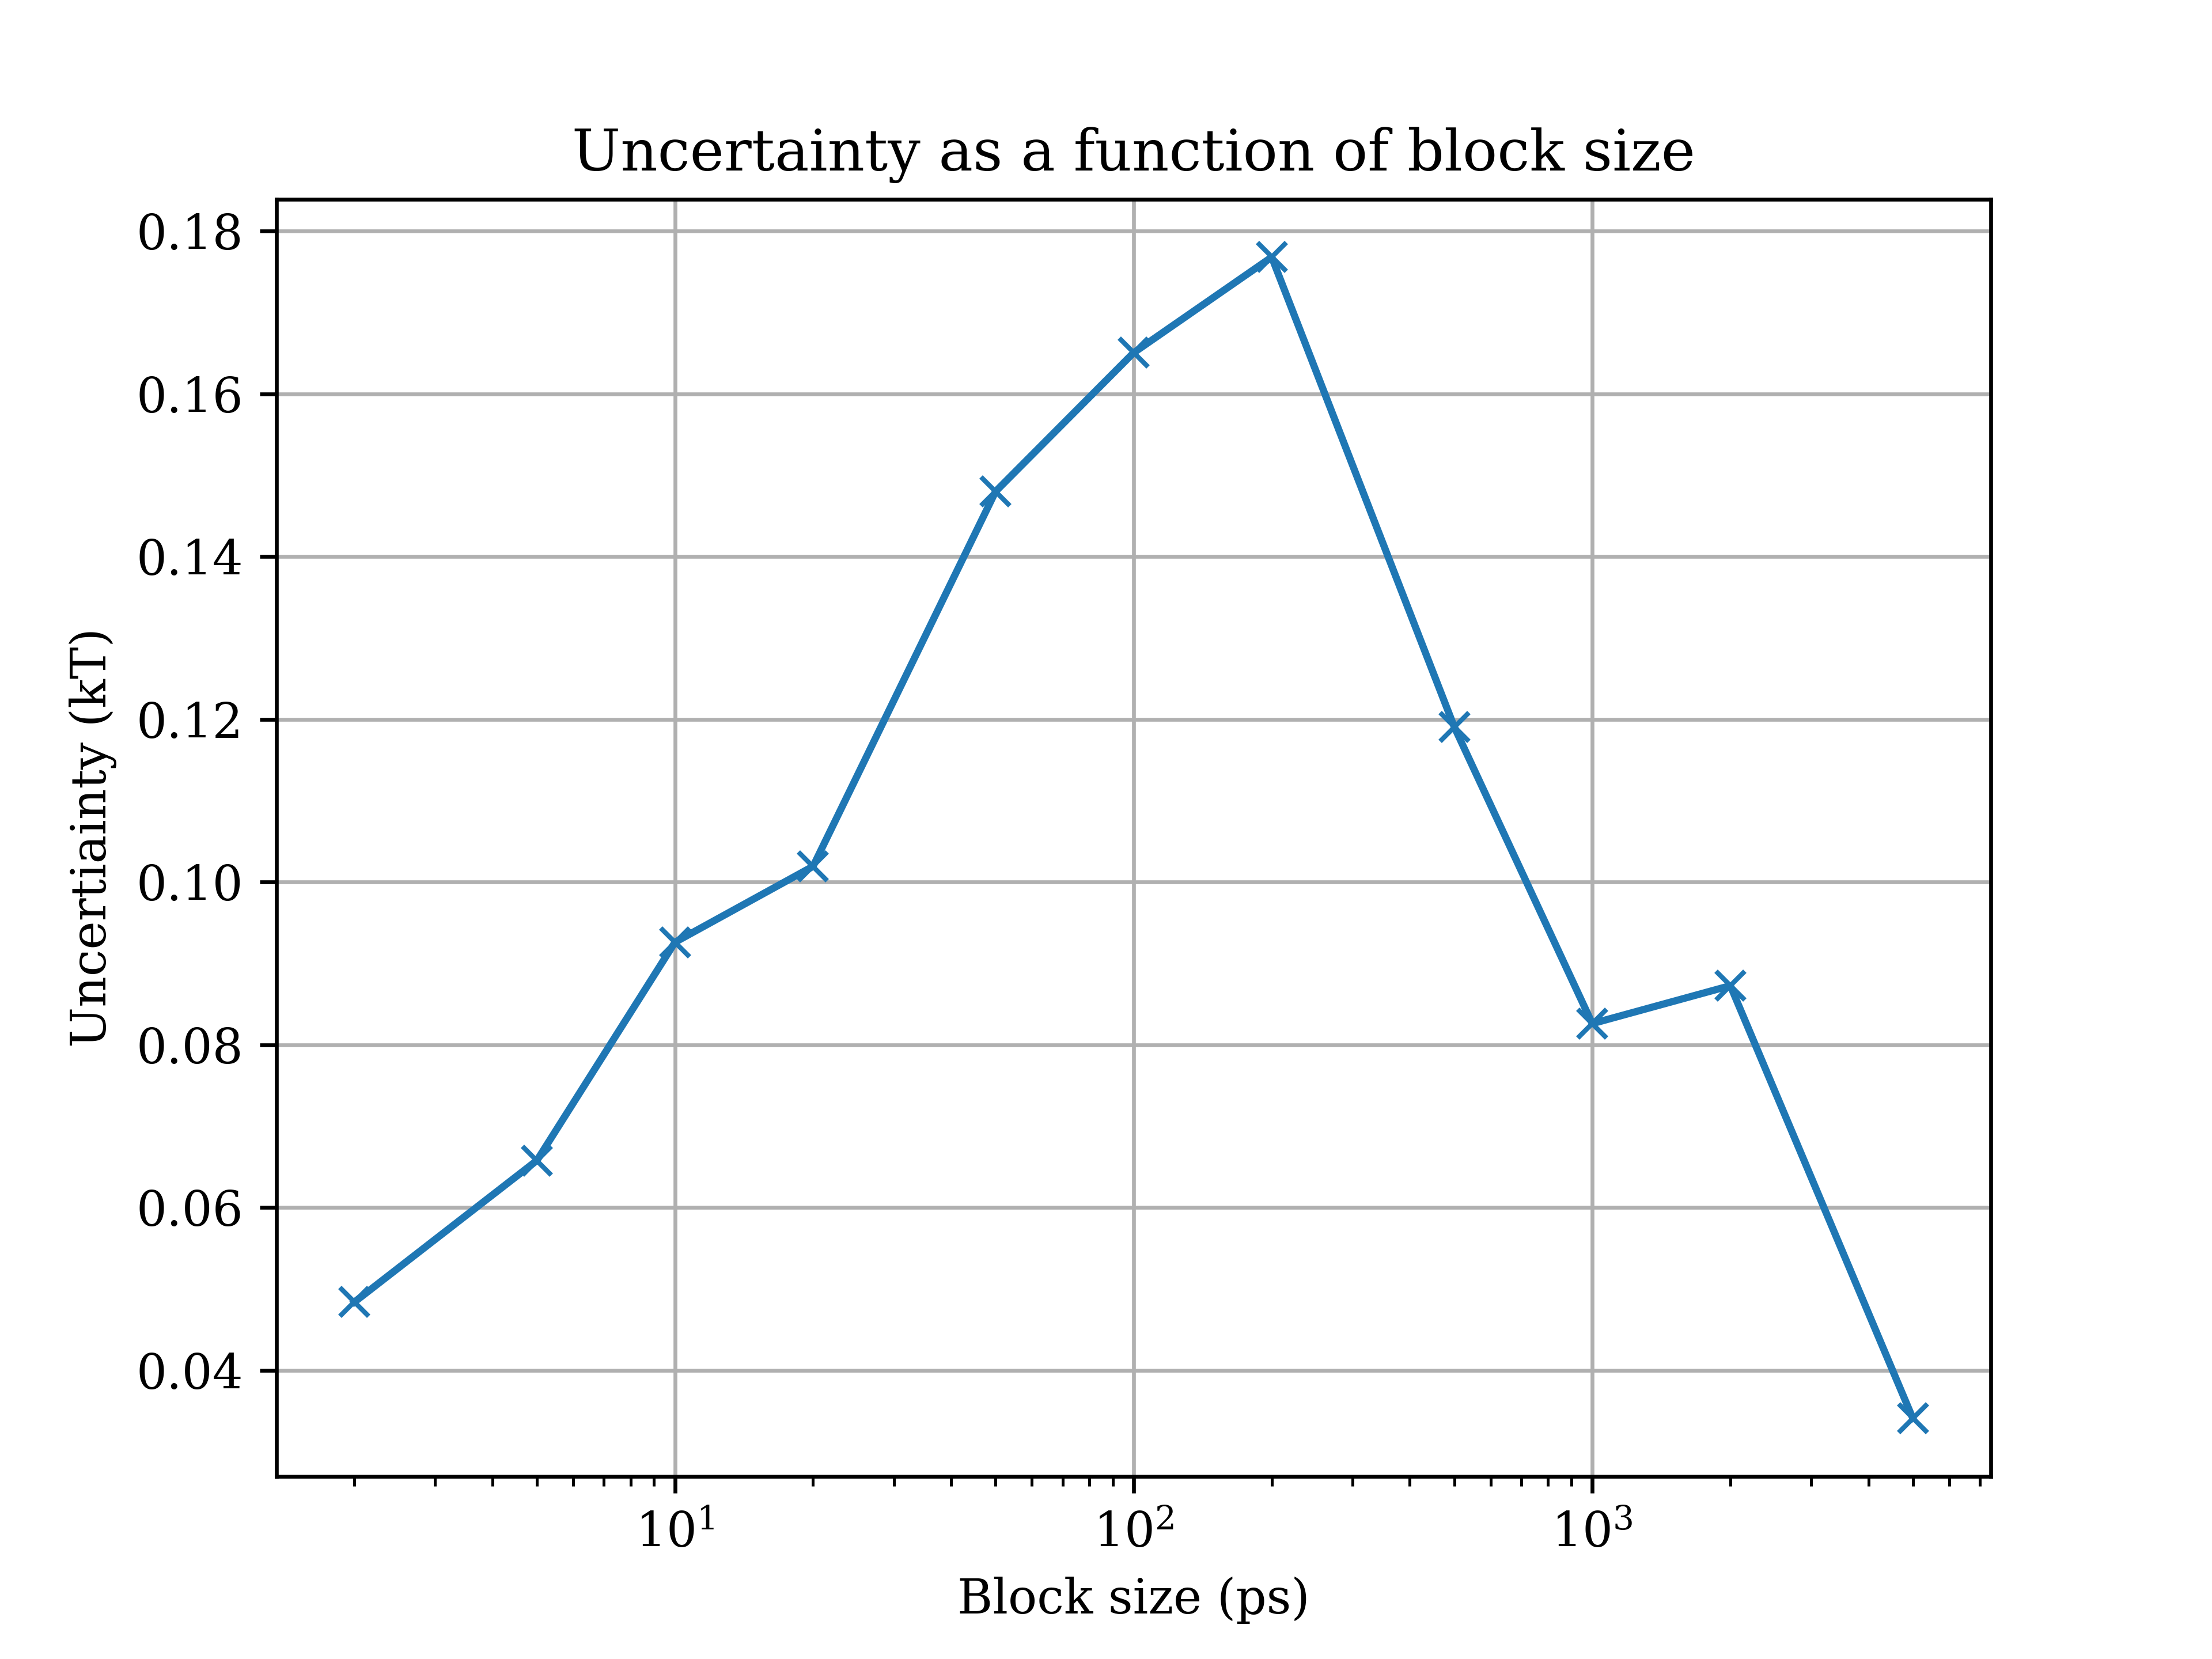 Uncertainty as a function of block size
0.18
0.16
0.14
0.12
0.10
0.08
0.06
0.04
Uncertiainty (kT)
10¹ 10² 10³
Block size (ps)